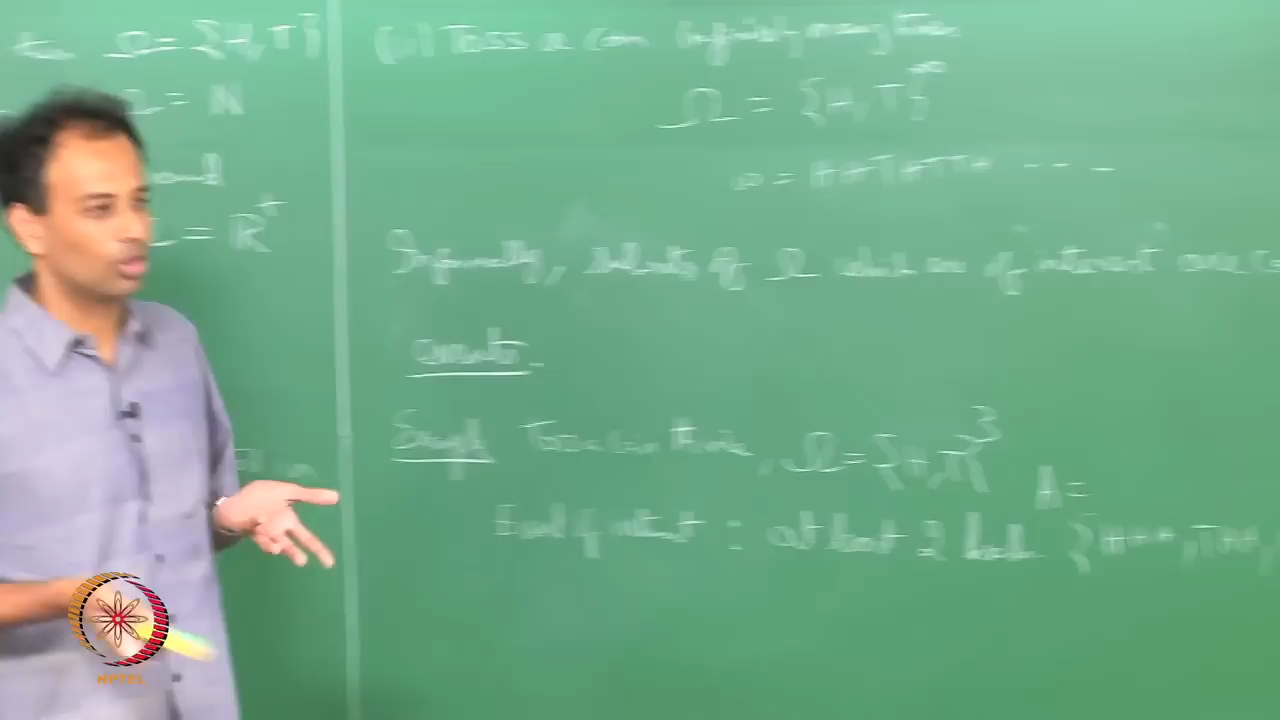 Ω = {H, T}
Ω = N
= R⁺
Toss a coin infinitely many times
Ω = {H, T}^∞
ω = HHTHTTH - - - -
Informally, subsets of Ω which are of interest are
events.
Example Toss coin thrice, Ω = {H, T}³
A =
Event of interest : at least 2 heads {HHH, THH,
NPTEL